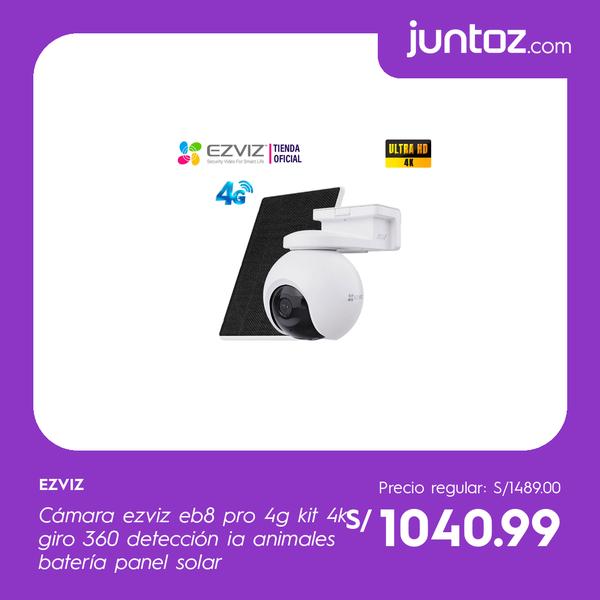 juntoz.com
EZVIZ
Security Video For Smart Life
TIENDA
OFICIAL
ULTRA HD
4K
4G
EZVIZ
Precio regular: S/1489.00
Cámara ezviz eb8 pro 4g kit 4k
giro 360 detección ia animales
batería panel solar
S/1040.99